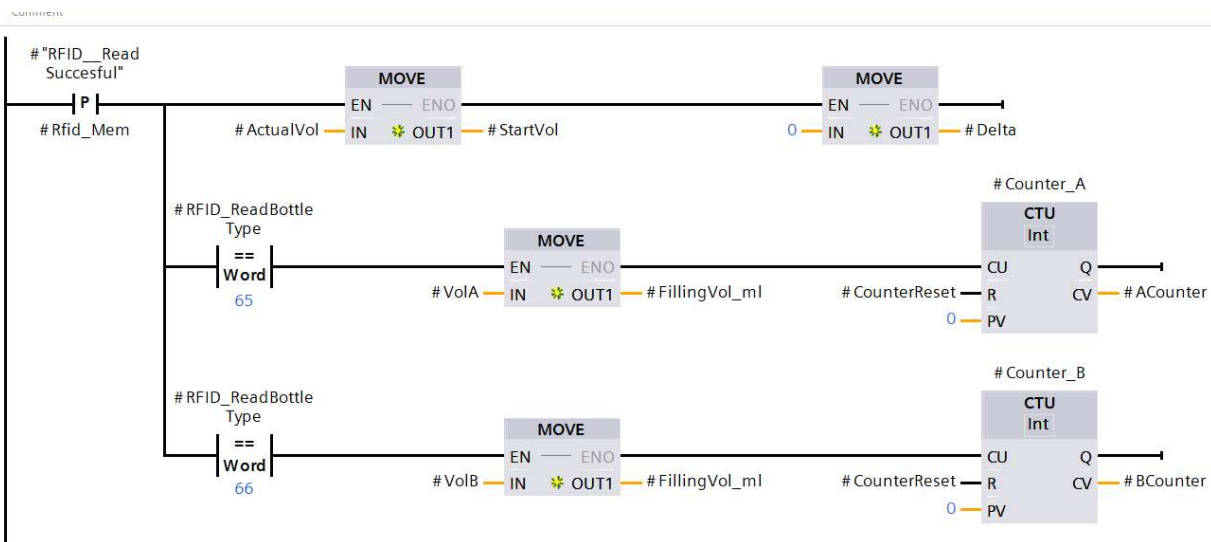 Comment
#"RFID__Read
Succesful"
P
#Rfid_Mem
MOVE
EN ENO
#ActualVol IN OUT1 #StartVol
MOVE
EN ENO
0 IN OUT1 #Delta
#RFID_ReadBottle
Type
==
Word
65
MOVE
EN ENO
#VolA IN OUT1 #FillingVol_ml
#Counter_A
CTU
Int
CU Q
#CounterReset R CV #ACounter
0 PV
#RFID_ReadBottle
Type
==
Word
66
MOVE
EN ENO
#VolB IN OUT1 #FillingVol_ml
#Counter_B
CTU
Int
CU Q
#CounterReset R CV #BCounter
0 PV